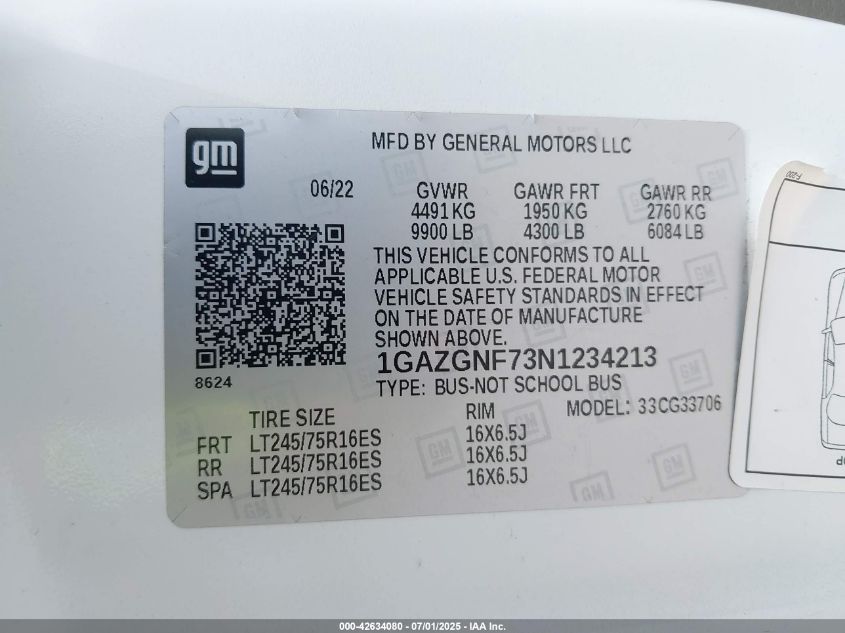 gm
MFD BY GENERAL MOTORS LLC
06/22 GVWR GAWR FRT GAWR RR
4491 KG 1950 KG 2760 KG
9900 LB 4300 LB 6084 LB
THIS VEHICLE CONFORMS TO ALL
APPLICABLE U.S. FEDERAL MOTOR
VEHICLE SAFETY STANDARDS IN EFFECT
ON THE DATE OF MANUFACTURE
SHOWN ABOVE.
1GAZGNF73N1234213
8624
TYPE: BUS-NOT SCHOOL BUS
TIRE SIZE RIM MODEL: 33CG33706
FRT LT245/75R16ES 16X6.5J
RR LT245/75R16ES 16X6.5J
SPA LT245/75R16ES 16X6.5J
000-42634080 - 07/01/2025 - IAA Inc.